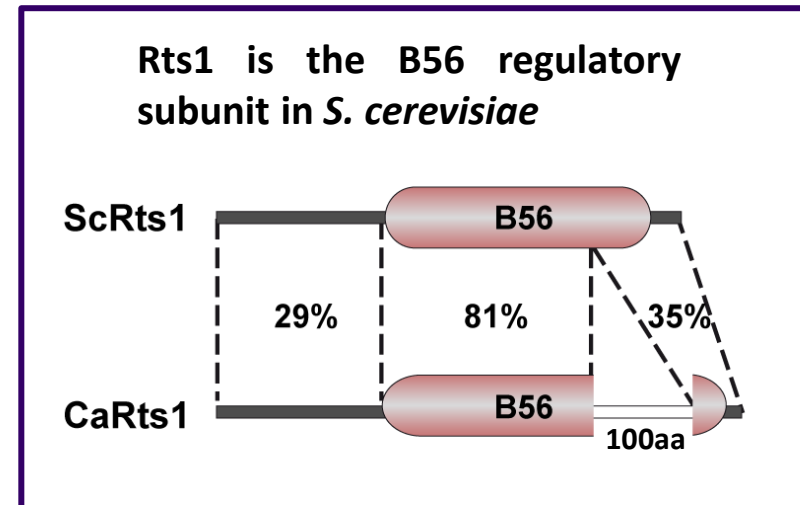 Rts1 is the B56 regulatory
subunit in S. cerevisiae
ScRts1
B56
29%
81%
35%
CaRts1
B56
100aa